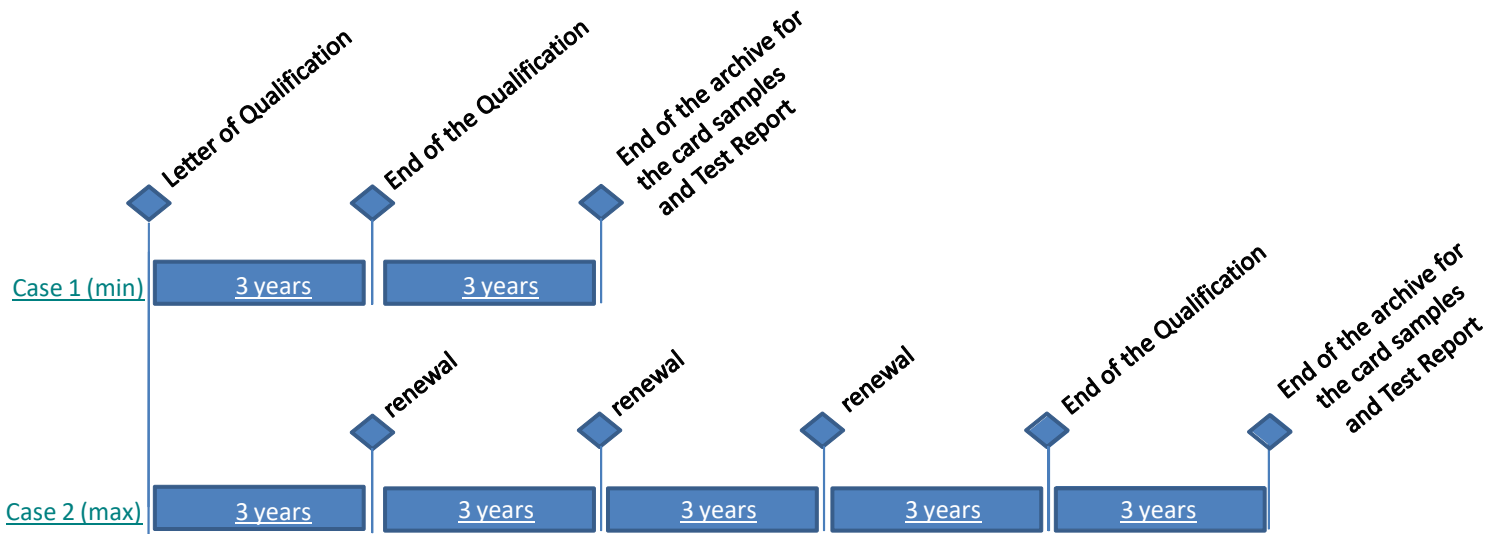 Letter of Qualification
End of the Qualification
End of the archive for
the card samples
and Test Report
Case 1 (min)
3 years
3 years
renewal
renewal
renewal
End of the Qualification
End of the archive for
the card samples
and Test Report
Case 2 (max)
3 years
3 years
3 years
3 years
3 years